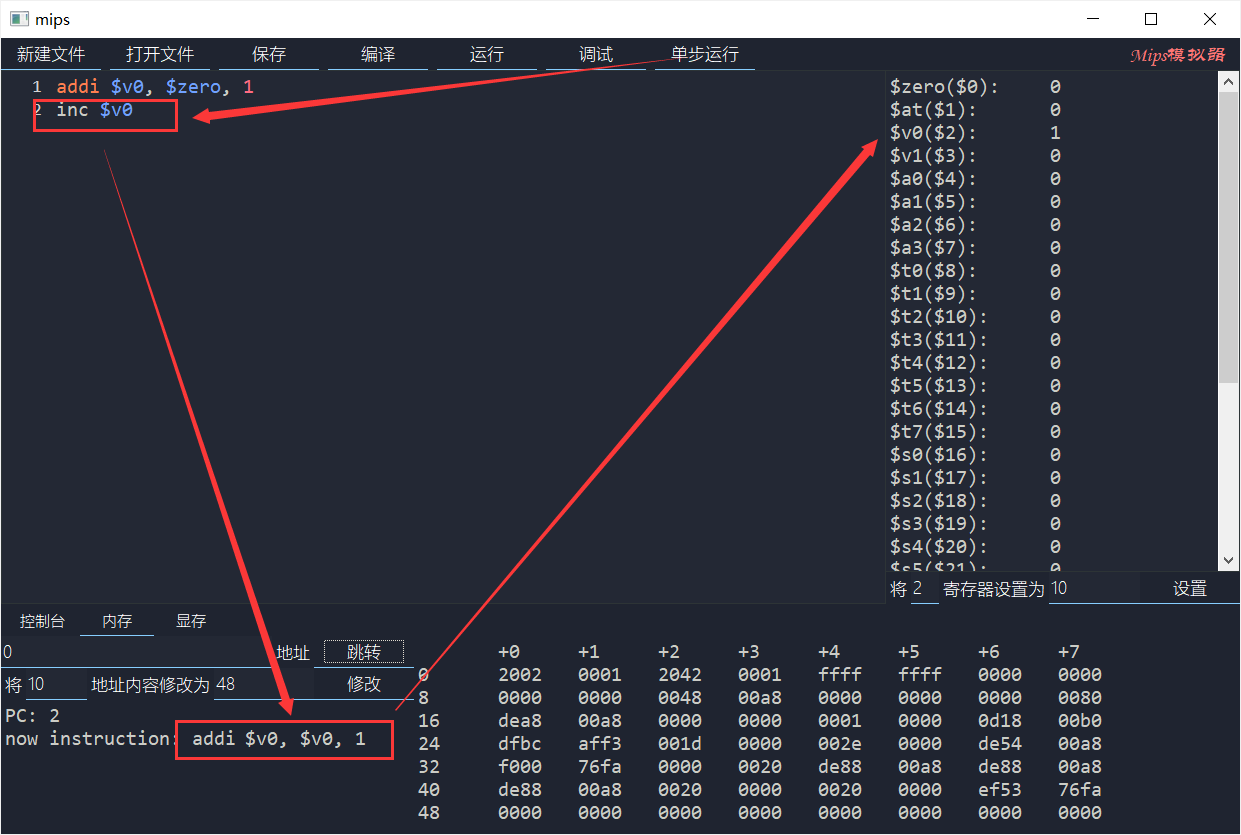 mips
新建文件 打开文件 保存 编译 运行 调试 单步运行 Mips模拟器
1 addi $v0, $zero, 1
2 inc $v0
$zero($0): 0
$at($1): 0
$v0($2): 1
$v1($3): 0
$a0($4): 0
$a1($5): 0
$a2($6): 0
$a3($7): 0
$t0($8): 0
$t1($9): 0
$t2($10): 0
$t3($11): 0
$t4($12): 0
$t5($13): 0
$t6($14): 0
$t7($15): 0
$s0($16): 0
$s1($17): 0
$s2($18): 0
$s3($19): 0
$s4($20): 0
$s5($21): 0
将 2 寄存器设置为 10 设置
控制台 内存 显存
0 地址 跳转
将 10 地址内容修改为 48 修改
PC: 2
now instruction: addi $v0, $v0, 1
+0 +1 +2 +3 +4 +5 +6 +7
0 2002 0001 2042 0001 ffff ffff 0000 0000
8 0000 0000 0048 00a8 0000 0000 0000 0080
16 dea8 00a8 0000 0000 0001 0000 0d18 00b0
24 dfbc aff3 001d 0000 002e 0000 de54 00a8
32 f000 76fa 0000 0020 de88 00a8 de88 00a8
40 de88 00a8 0020 0000 0020 0000 ef53 76fa
48 0000 0000 0000 0000 0000 0000 0000 0000